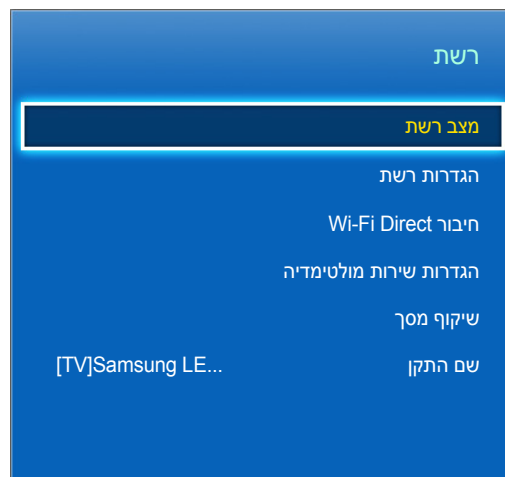 רשת
מצב רשת
הגדרות רשת
חיבור Wi-Fi Direct
הגדרות שירות מולטימדיה
שיקוף מסך
שם התקן [TV]Samsung LE...